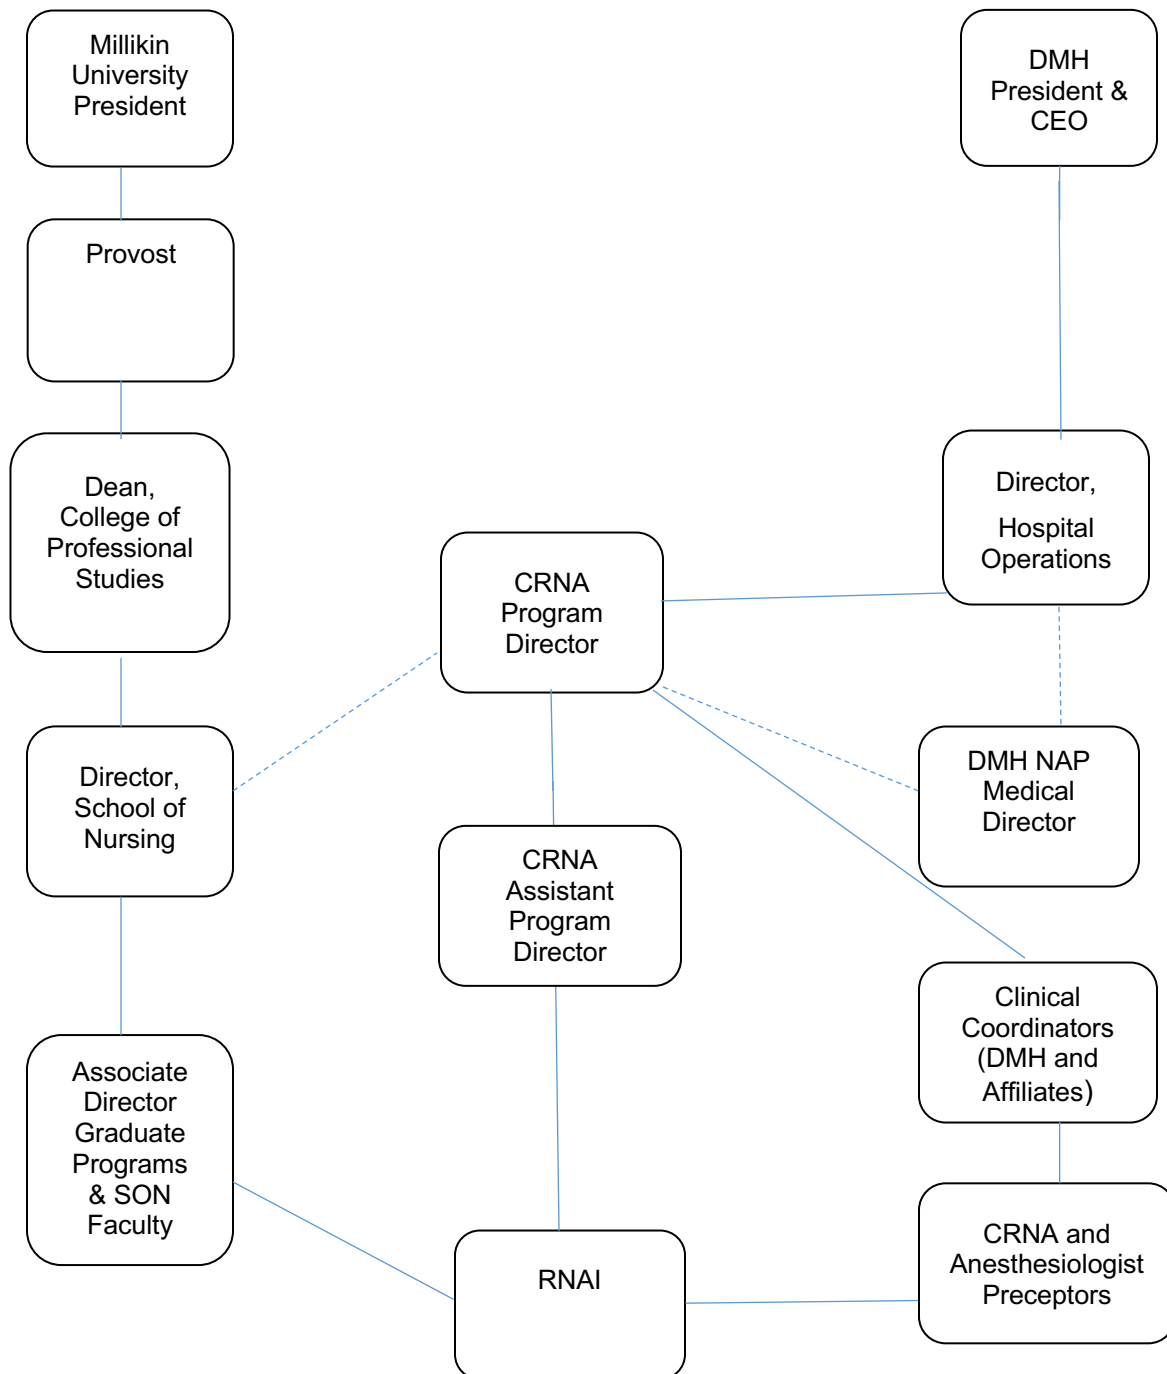 Millikin
University
President
DMH
President &
CEO
Provost
Dean,
College of
Professional
Studies
Director,
Hospital
Operations
CRNA
Program
Director
Director,
School of
Nursing
DMH NAP
Medical
Director
CRNA
Assistant
Program
Director
Clinical
Coordinators
(DMH and
Affiliates)
Associate
Director
Graduate
Programs
& SON
Faculty
CRNA and
Anesthesiologist
Preceptors
RNAI